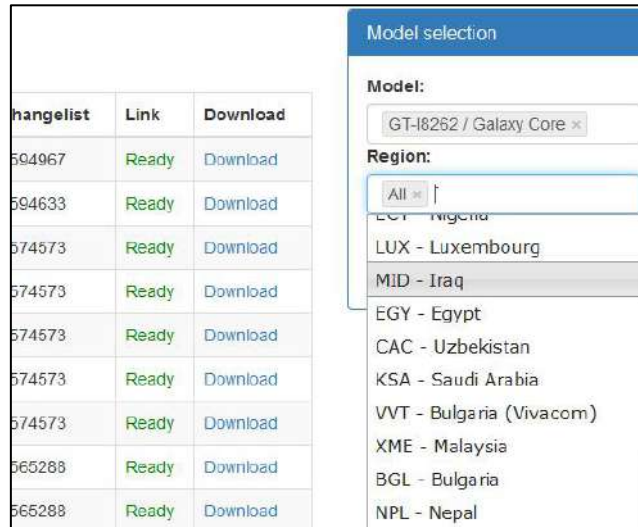 Model selection
Model:
GT-I8262 / Galaxy Core ×
Region:
All ×
LUX - Luxembourg
MID - Iraq
EGY - Egypt
CAC - Uzbekistan
KSA - Saudi Arabia
VVT - Bulgaria (Vivacom)
XME - Malaysia
BGL - Bulgaria
NPL - Nepal
hangelist Link Download
594967 Ready Download
594633 Ready Download
574573 Ready Download
574573 Ready Download
574573 Ready Download
574573 Ready Download
574573 Ready Download
565288 Ready Download
565288 Ready Download